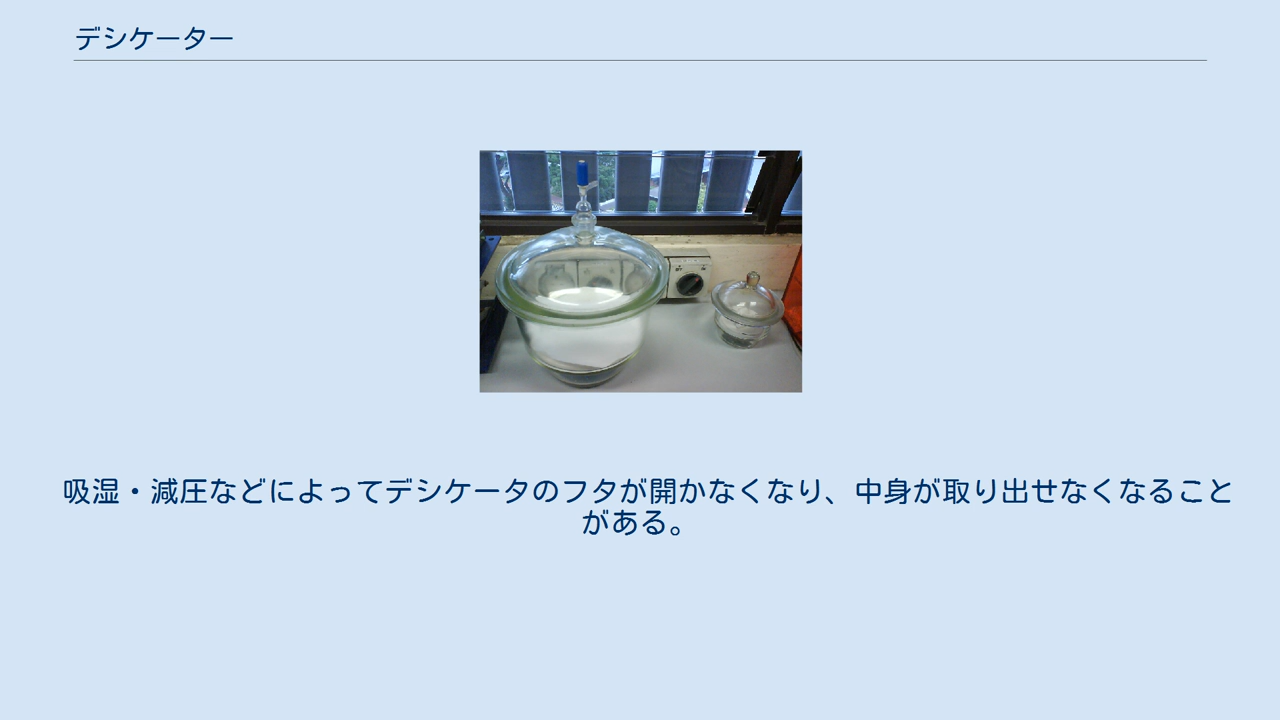 デシケーター
吸湿・減圧などによってデシケータのフタが開かなくなり、中身が取り出せなくなること
がある。